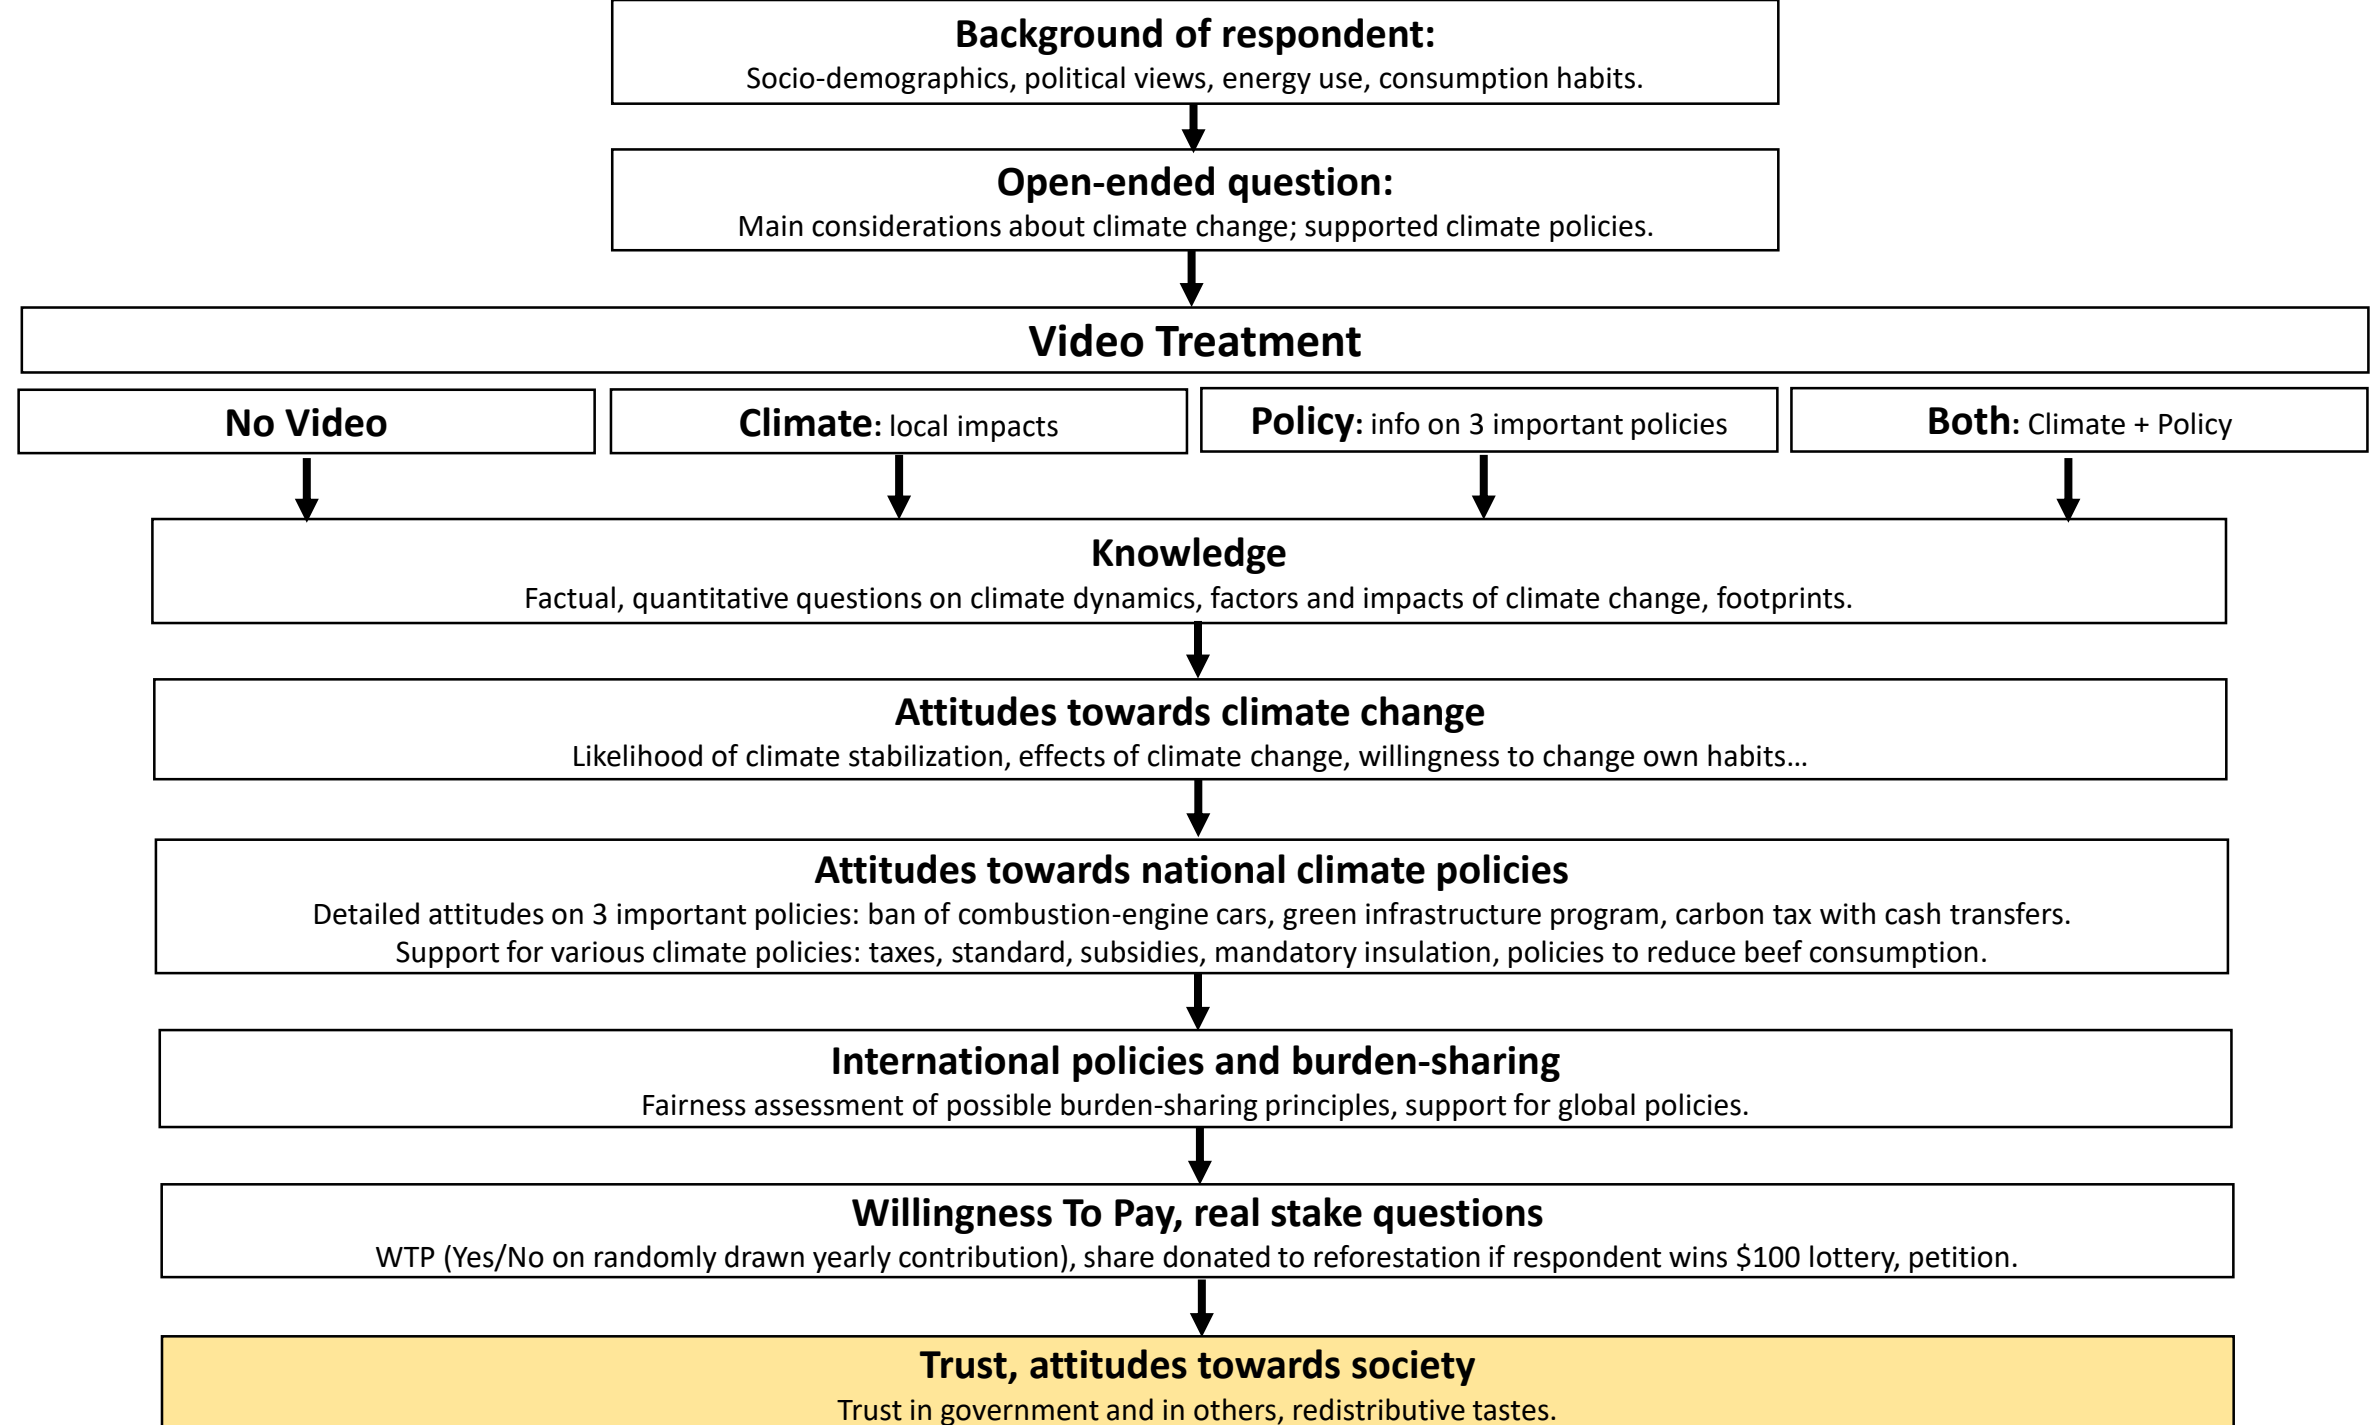 Background of respondent:
Socio-demographics, political views, energy use, consumption habits.
Open-ended question:
Main considerations about climate change; supported climate policies.
Video Treatment
No Video
Climate: local impacts
Policy: info on 3 important policies
Both: Climate + Policy
Knowledge
Factual, quantitative questions on climate dynamics, factors and impacts of climate change, footprints.
Attitudes towards climate change
Likelihood of climate stabilization, effects of climate change, willingness to change own habits…
Attitudes towards national climate policies
Detailed attitudes on 3 important policies: ban of combustion-engine cars, green infrastructure program, carbon tax with cash transfers.
Support for various climate policies: taxes, standard, subsidies, mandatory insulation, policies to reduce beef consumption.
International policies and burden-sharing
Fairness assessment of possible burden-sharing principles, support for global policies.
Willingness To Pay, real stake questions
WTP (Yes/No on randomly drawn yearly contribution), share donated to reforestation if respondent wins $100 lottery, petition.
Trust, attitudes towards society
Trust in government and in others, redistributive tastes.